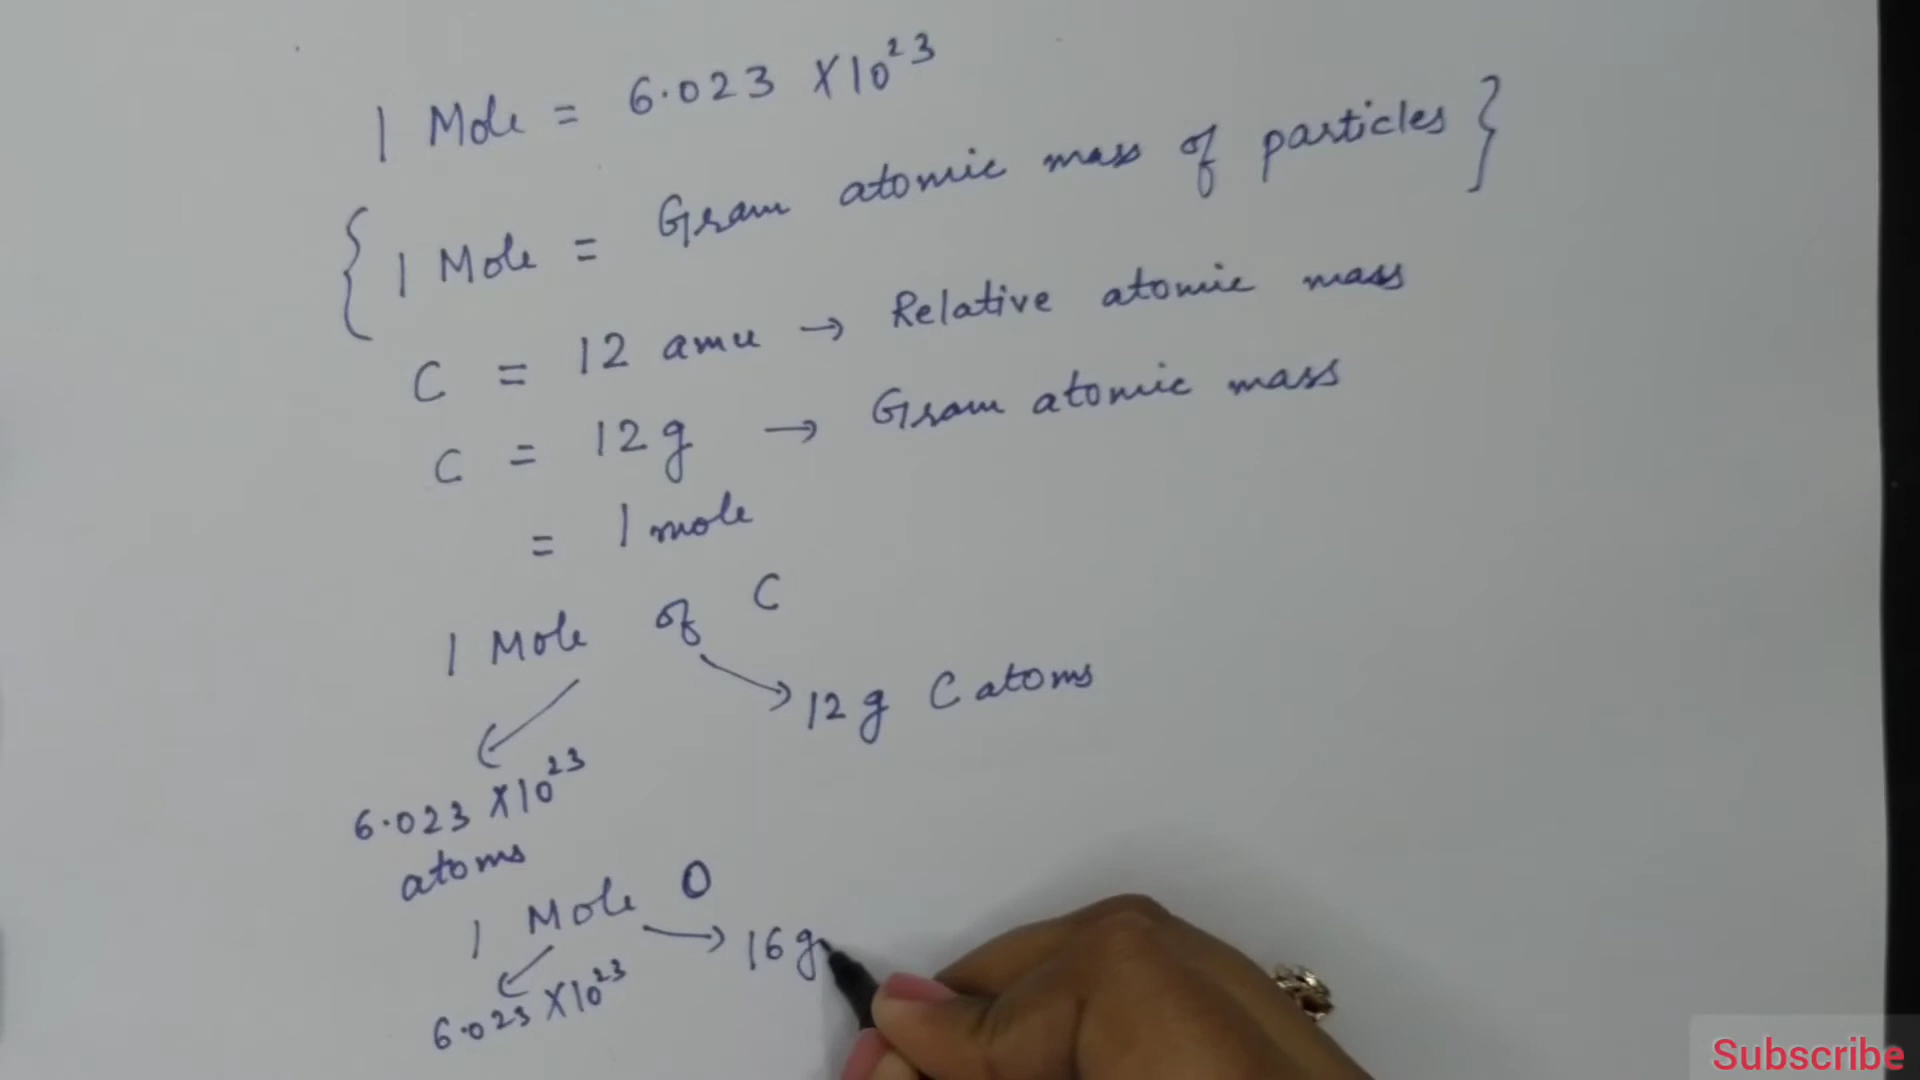 1 Mole = 6.023 X10²³
{ 1 Mole = Gram atomic mass of particles }
C = 12 amu → Relative atomic mass
C = 12g → Gram atomic mass
= 1 mole
1 Mole of C
12g C atoms
6.023 X10²³
atoms
1 Mole O
16g
6.023 X10²³
Subscribe